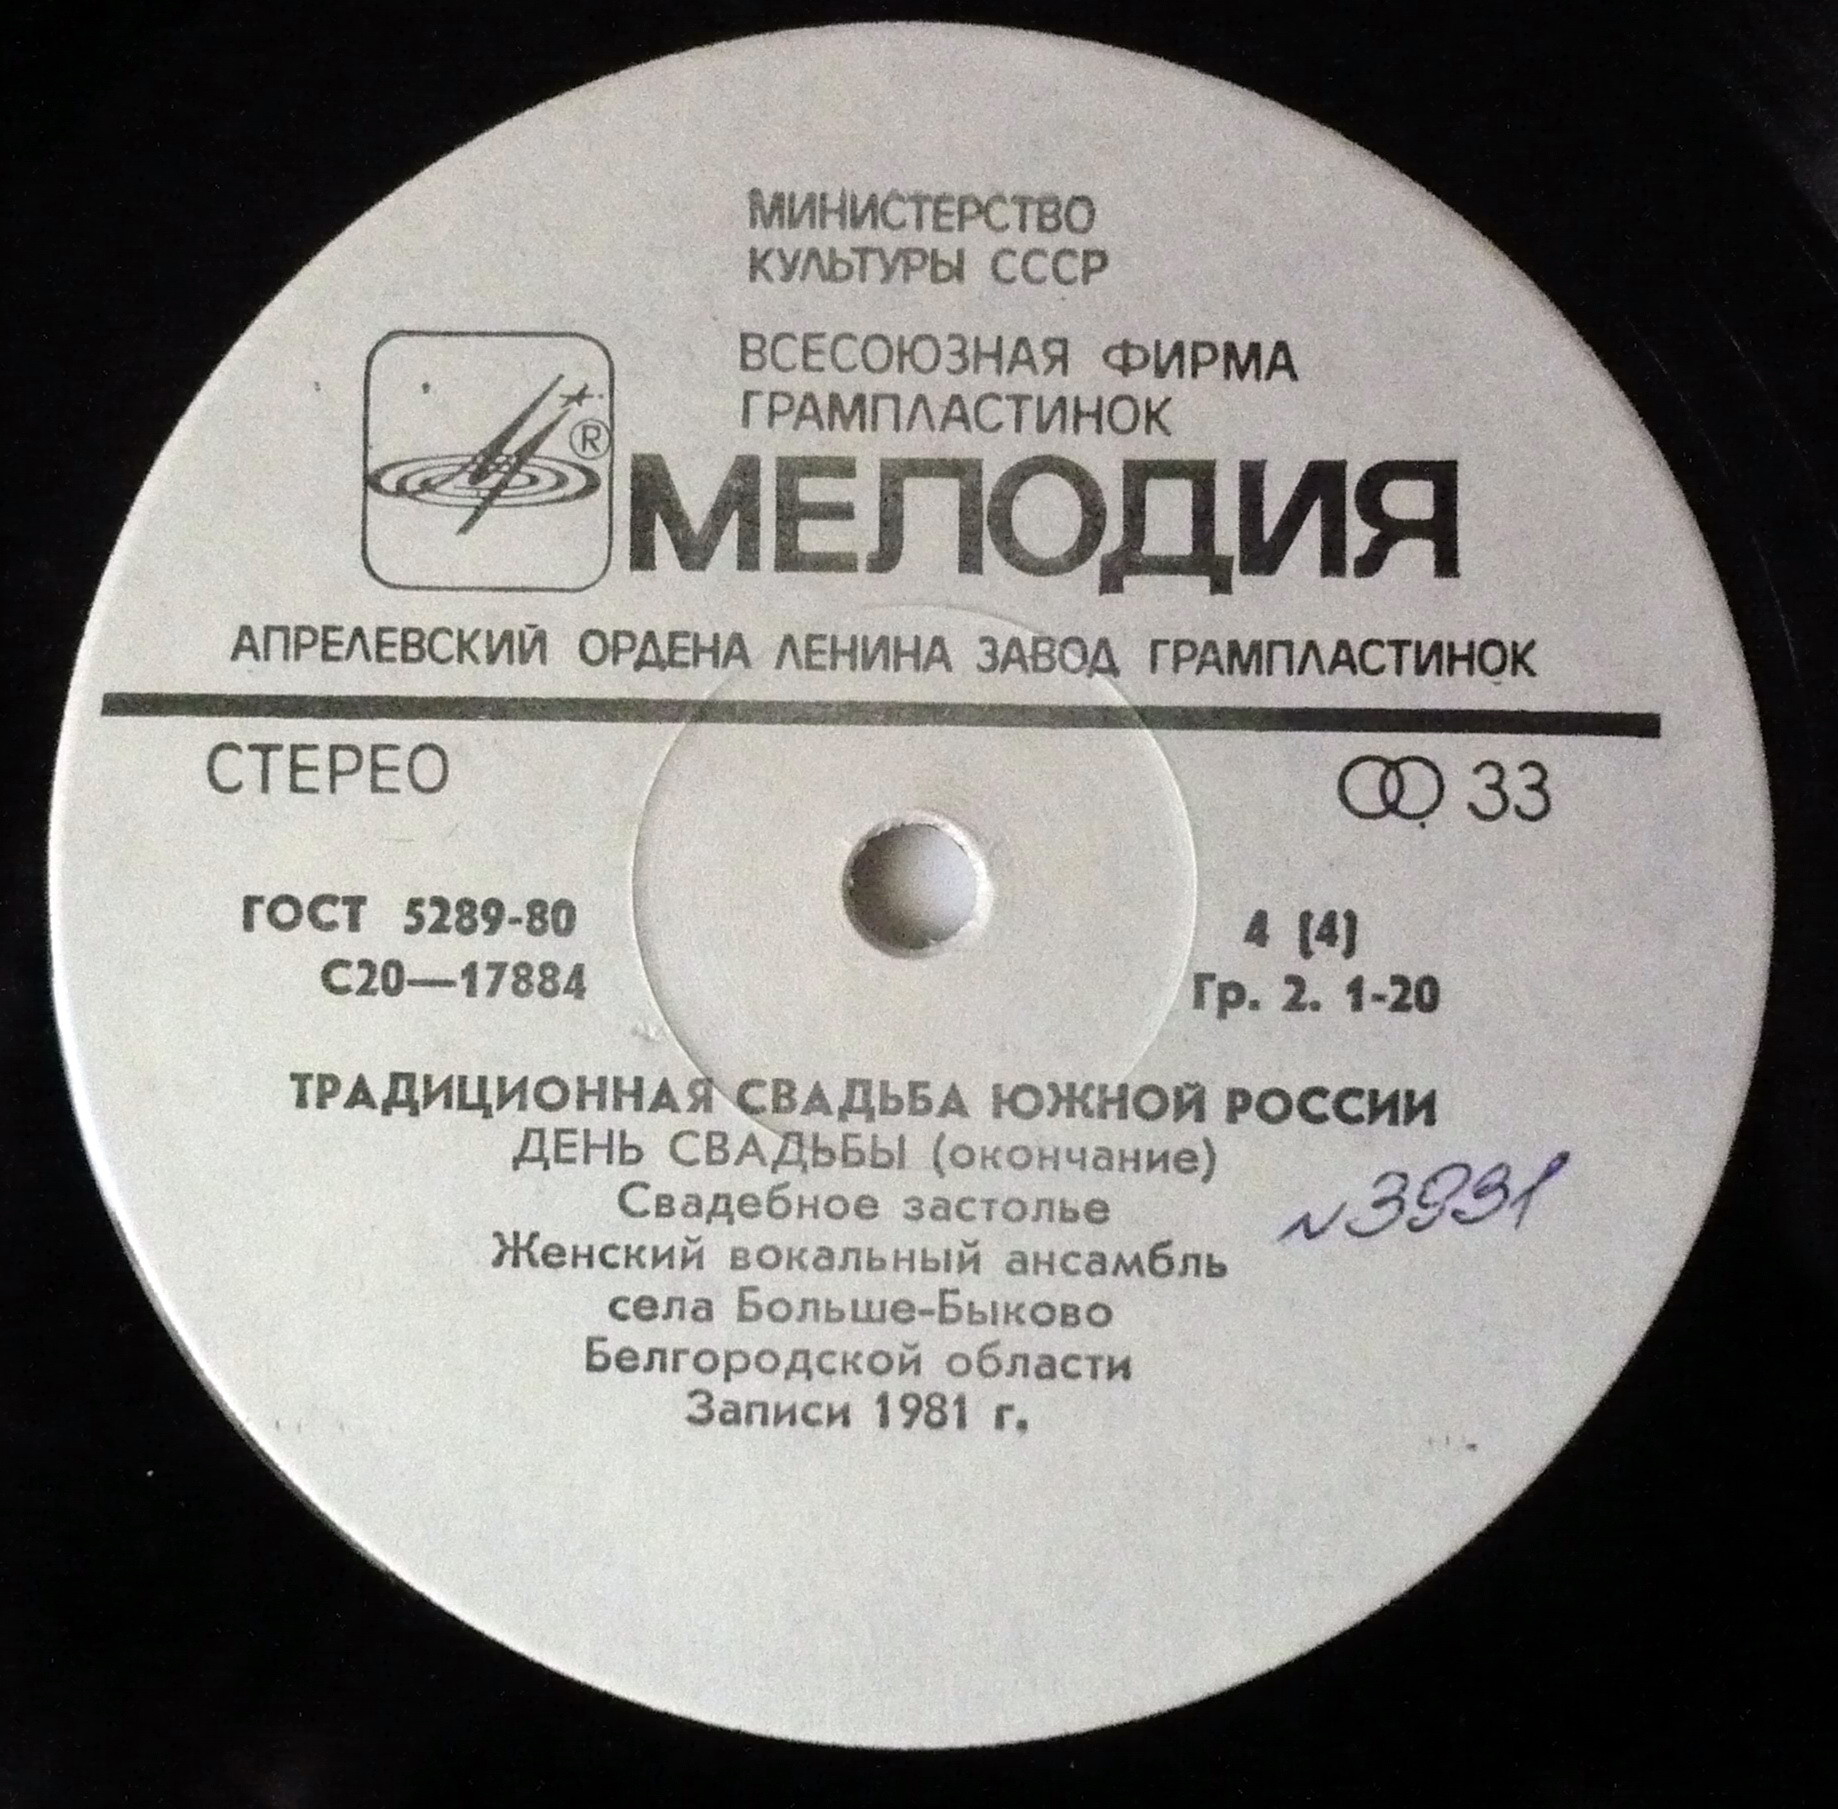 МИНИСТЕРСТВО
КУЛЬТУРЫ СССР
ВСЕСОЮЗНАЯ ФИРМА
ГРАМПЛАСТИНОК
®
МЕЛОДИЯ
АПРЕЛЕВСКИЙ ОРДЕНА ЛЕНИНА ЗАВОД ГРАМПЛАСТИНОК
СТЕРЕО 33
ГОСТ 5289-80 4 (4)
С20—17884 Гр. 2. 1-20
ТРАДИЦИОННАЯ СВАДЬБА ЮЖНОЙ РОССИИ
ДЕНЬ СВАДЬБЫ (окончание)
Свадебное застолье
N3931
Женский вокальный ансамбль
села Больше-Быково
Белгородской области
Записи 1981 г.